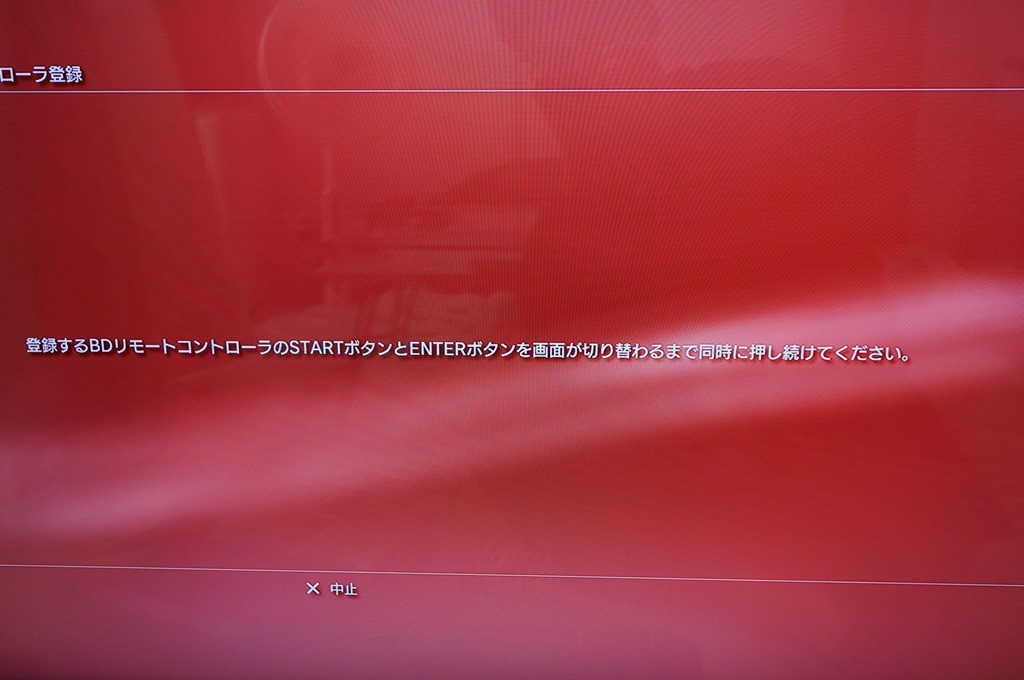 ローラ登録
登録するBDリモートコントローラのSTARTボタンとENTERボタンを画面が切り替わるまで同時に押し続けてください。
✕ 中止